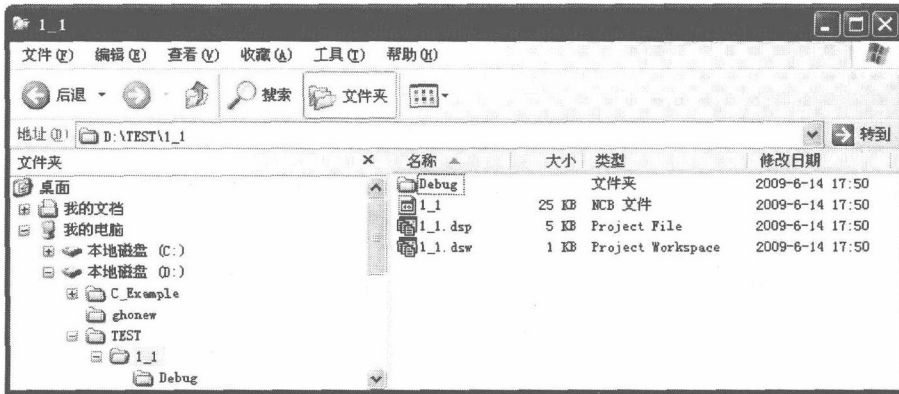 1_1
文件(F) 编辑(E) 查看(V) 收藏(A) 工具(T) 帮助(H)
后退 搜索 文件夹
地址(D) D:\TEST\1_1 转到
文件夹 × 名称 大小 类型 修改日期
桌面
我的文档
我的电脑
本地磁盘 (C:)
本地磁盘 (D:)
C_Example
ghonew
TEST
1_1
Debug
Debug 文件夹 2009-6-14 17:50
1_1 25 KB NCB 文件 2009-6-14 17:50
1_1.dsp 5 KB Project File 2009-6-14 17:50
1_1.dsw 1 KB Project Workspace 2009-6-14 17:50